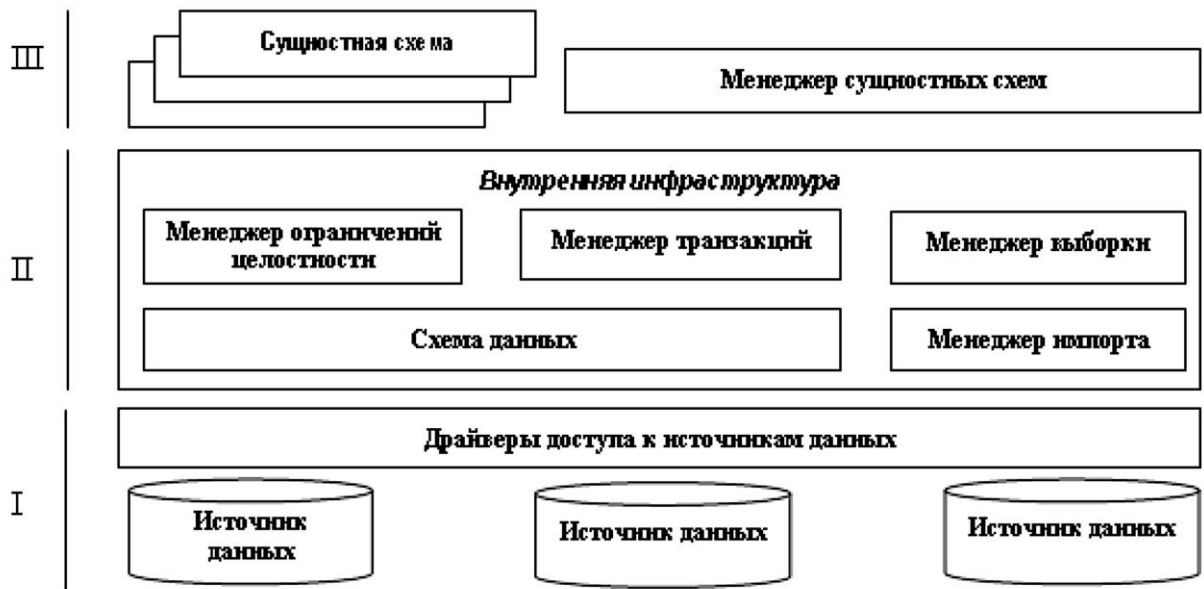 III
Сущностная схема
Менеджер сущностных схем
II
Внутренняя инфраструктура
Менеджер ограничений
целостности
Менеджер транзакций
Менеджер выборки
Схема данных
Менеджер импорта
I
Драйверы доступа к источникам данных
Источник
данных
Источник данных
Источник данных